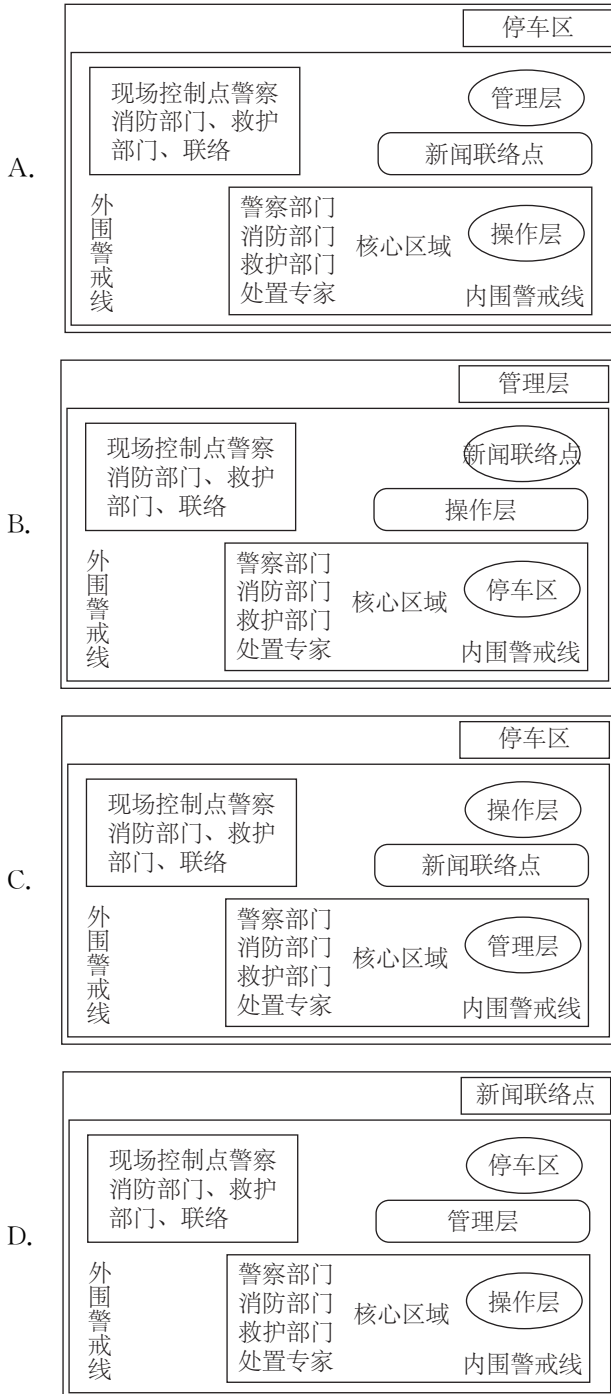 A.
停车区
现场控制点警察
消防部门、救护
部门、联络
管理层
新闻联络点
外围警戒线
警察部门
消防部门
救护部门
处置专家
核心区域
操作层
内围警戒线
B.
管理层
现场控制点警察
消防部门、救护
部门、联络
新闻联络点
操作层
外围警戒线
警察部门
消防部门
救护部门
处置专家
核心区域
停车区
内围警戒线
C.
停车区
现场控制点警察
消防部门、救护
部门、联络
操作层
新闻联络点
外围警戒线
警察部门
消防部门
救护部门
处置专家
核心区域
管理层
内围警戒线
D.
新闻联络点
现场控制点警察
消防部门、救护
部门、联络
停车区
管理层
外围警戒线
警察部门
消防部门
救护部门
处置专家
核心区域
操作层
内围警戒线